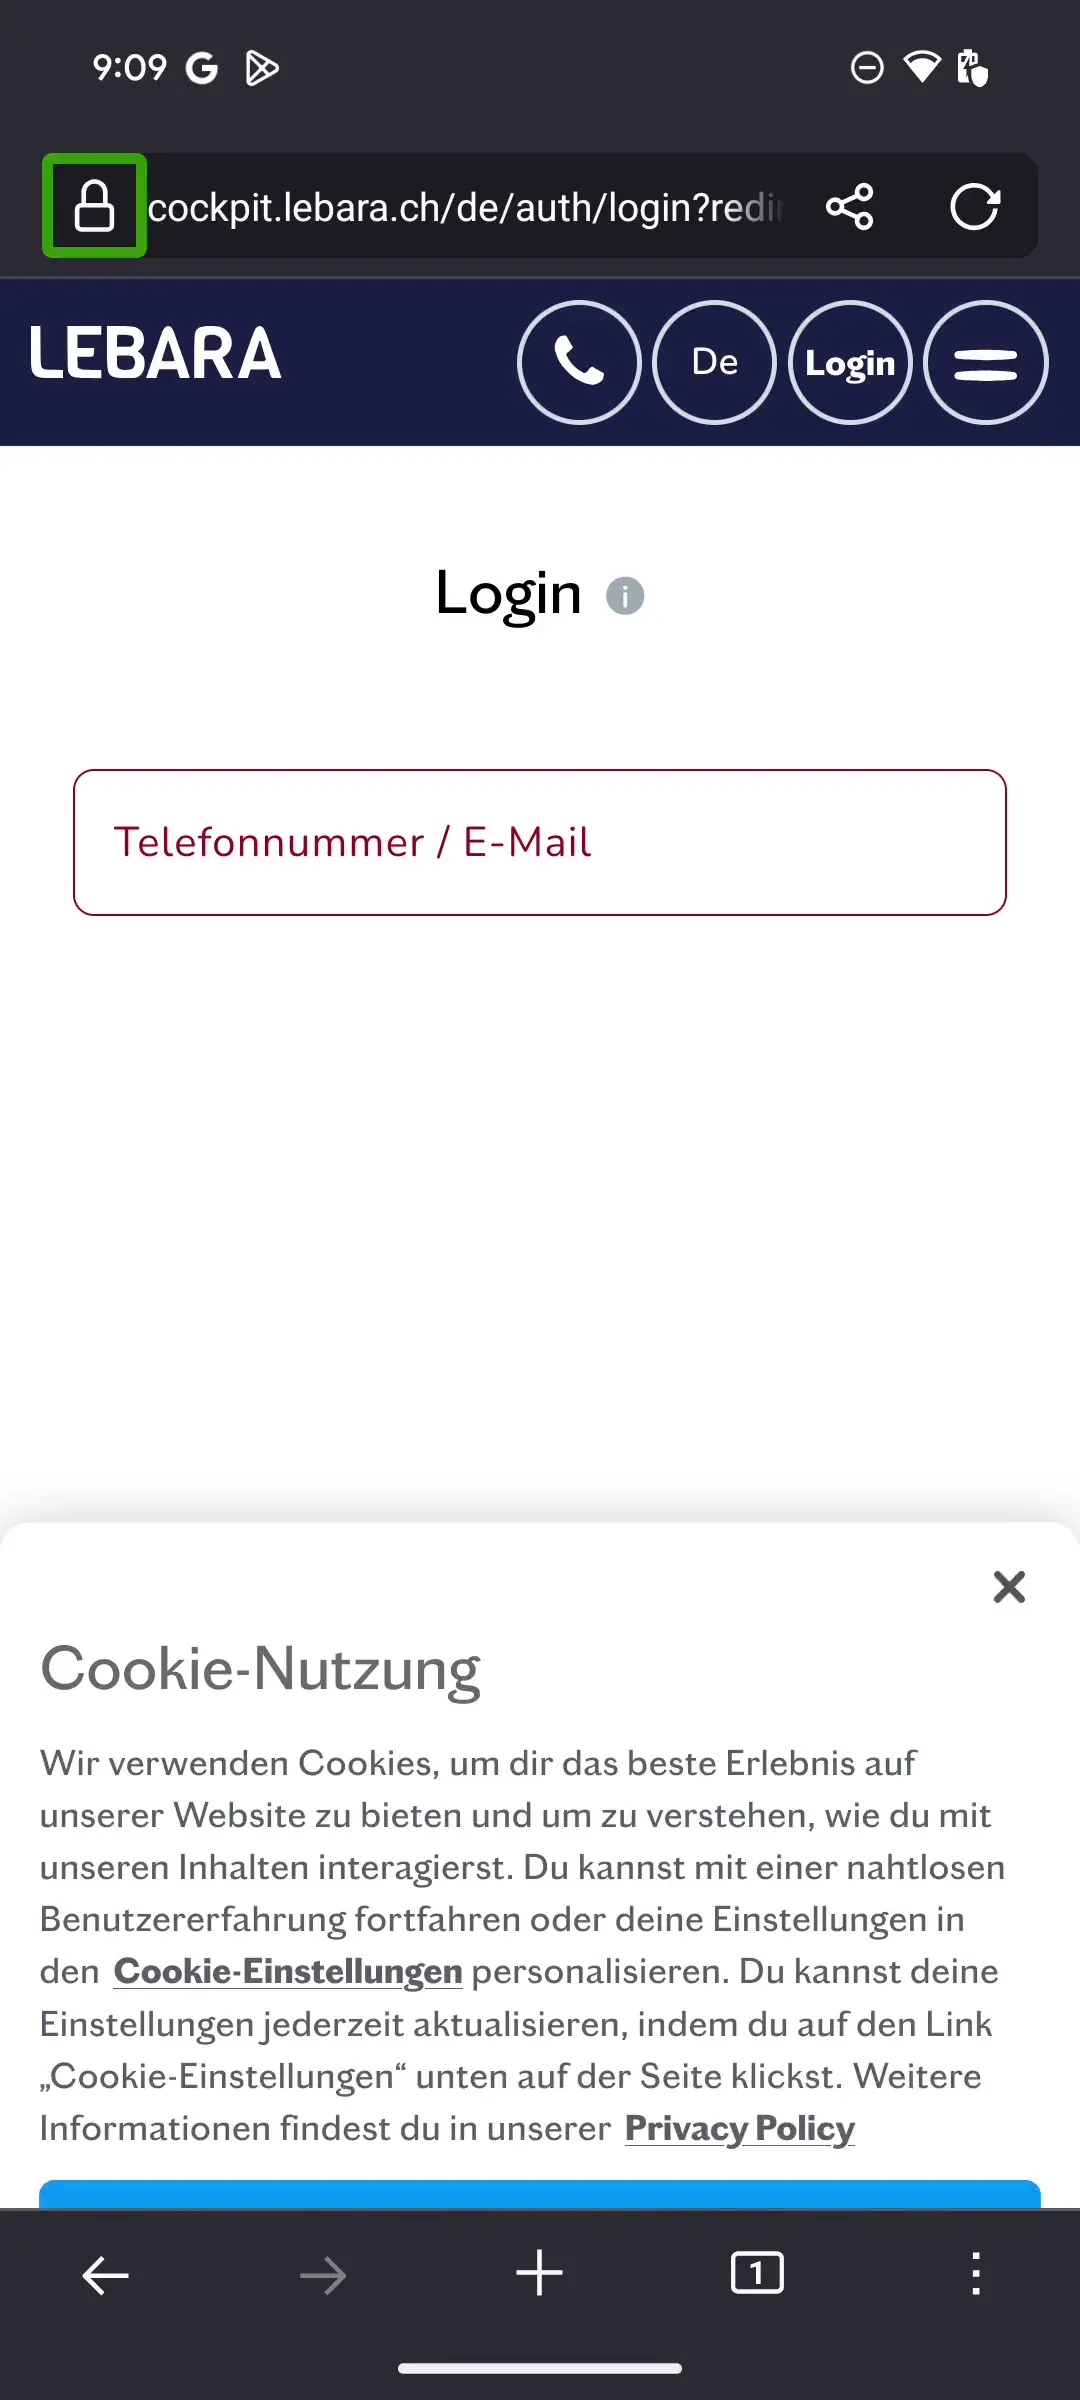 9:09
cockpit.lebara.ch/de/auth/login?redir
LEBARA
De
Login
Login
Telefonnummer / E-Mail
Cookie-Nutzung
Wir verwenden Cookies, um dir das beste Erlebnis auf
unserer Website zu bieten und um zu verstehen, wie du mit
unseren Inhalten interagierst. Du kannst mit einer nahtlosen
Benutzererfahrung fortfahren oder deine Einstellungen in
den Cookie-Einstellungen personalisieren. Du kannst deine
Einstellungen jederzeit aktualisieren, indem du auf den Link
„Cookie-Einstellungen“ unten auf der Seite klickst. Weitere
Informationen findest du in unserer Privacy Policy
1